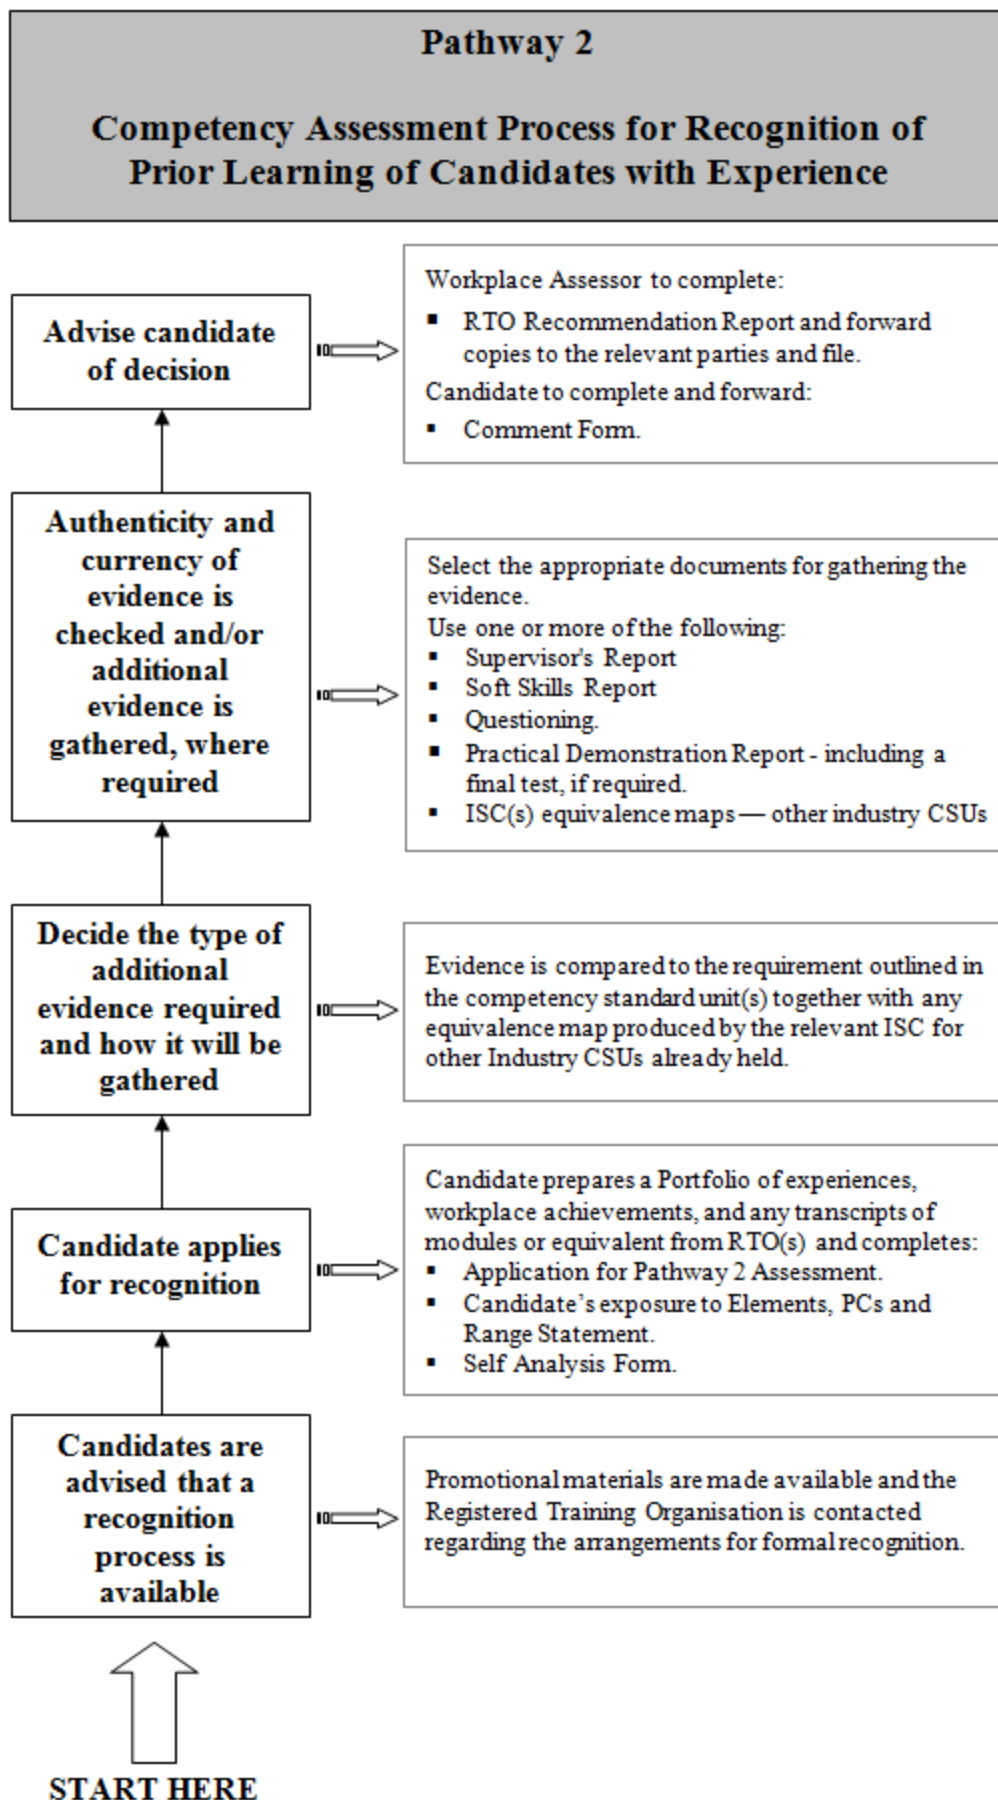 Pathway 2
Competency Assessment Process for Recognition of
Prior Learning of Candidates with Experience
Advise candidate
of decision
Workplace Assessor to complete:
▪ RTO Recommendation Report and forward
copies to the relevant parties and file.
Candidate to complete and forward:
▪ Comment Form.
Authenticity and
currency of
evidence is
checked and/or
additional
evidence is
gathered, where
required
Select the appropriate documents for gathering the
evidence.
Use one or more of the following:
▪ Supervisor's Report
▪ Soft Skills Report
▪ Questioning.
▪ Practical Demonstration Report - including a
final test, if required.
▪ ISC(s) equivalence maps — other industry CSUs
Decide the type of
additional
evidence required
and how it will be
gathered
Evidence is compared to the requirement outlined in
the competency standard unit(s) together with any
equivalence map produced by the relevant ISC for
other Industry CSUs already held.
Candidate applies
for recognition
Candidate prepares a Portfolio of experiences,
workplace achievements, and any transcripts of
modules or equivalent from RTO(s) and completes:
▪ Application for Pathway 2 Assessment.
▪ Candidate’s exposure to Elements, PCs and
Range Statement.
▪ Self Analysis Form.
Candidates are
advised that a
recognition
process is
available
Promotional materials are made available and the
Registered Training Organisation is contacted
regarding the arrangements for formal recognition.
START HERE